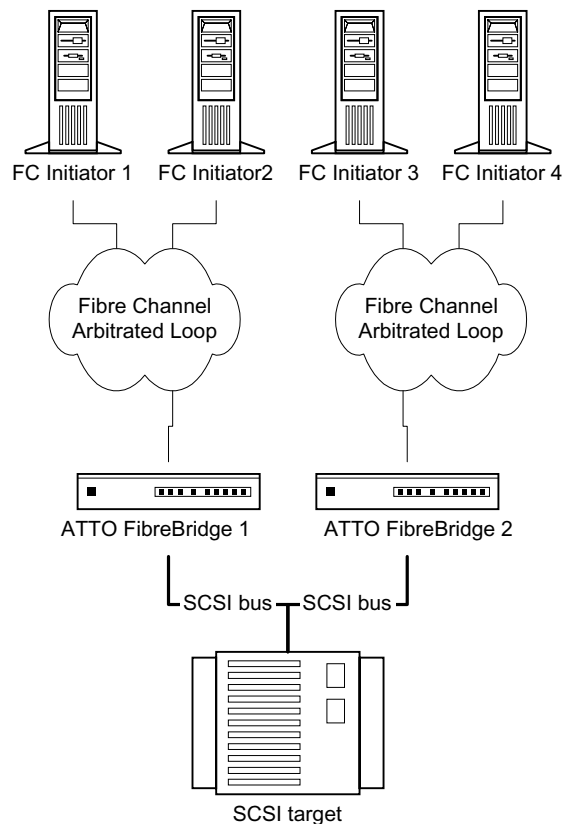 FC Initiator 1 FC Initiator2 FC Initiator 3 FC Initiator 4
Fibre Channel
Arbitrated Loop
Fibre Channel
Arbitrated Loop
ATTO FibreBridge 1 ATTO FibreBridge 2
SCSI bus SCSI bus
SCSI target